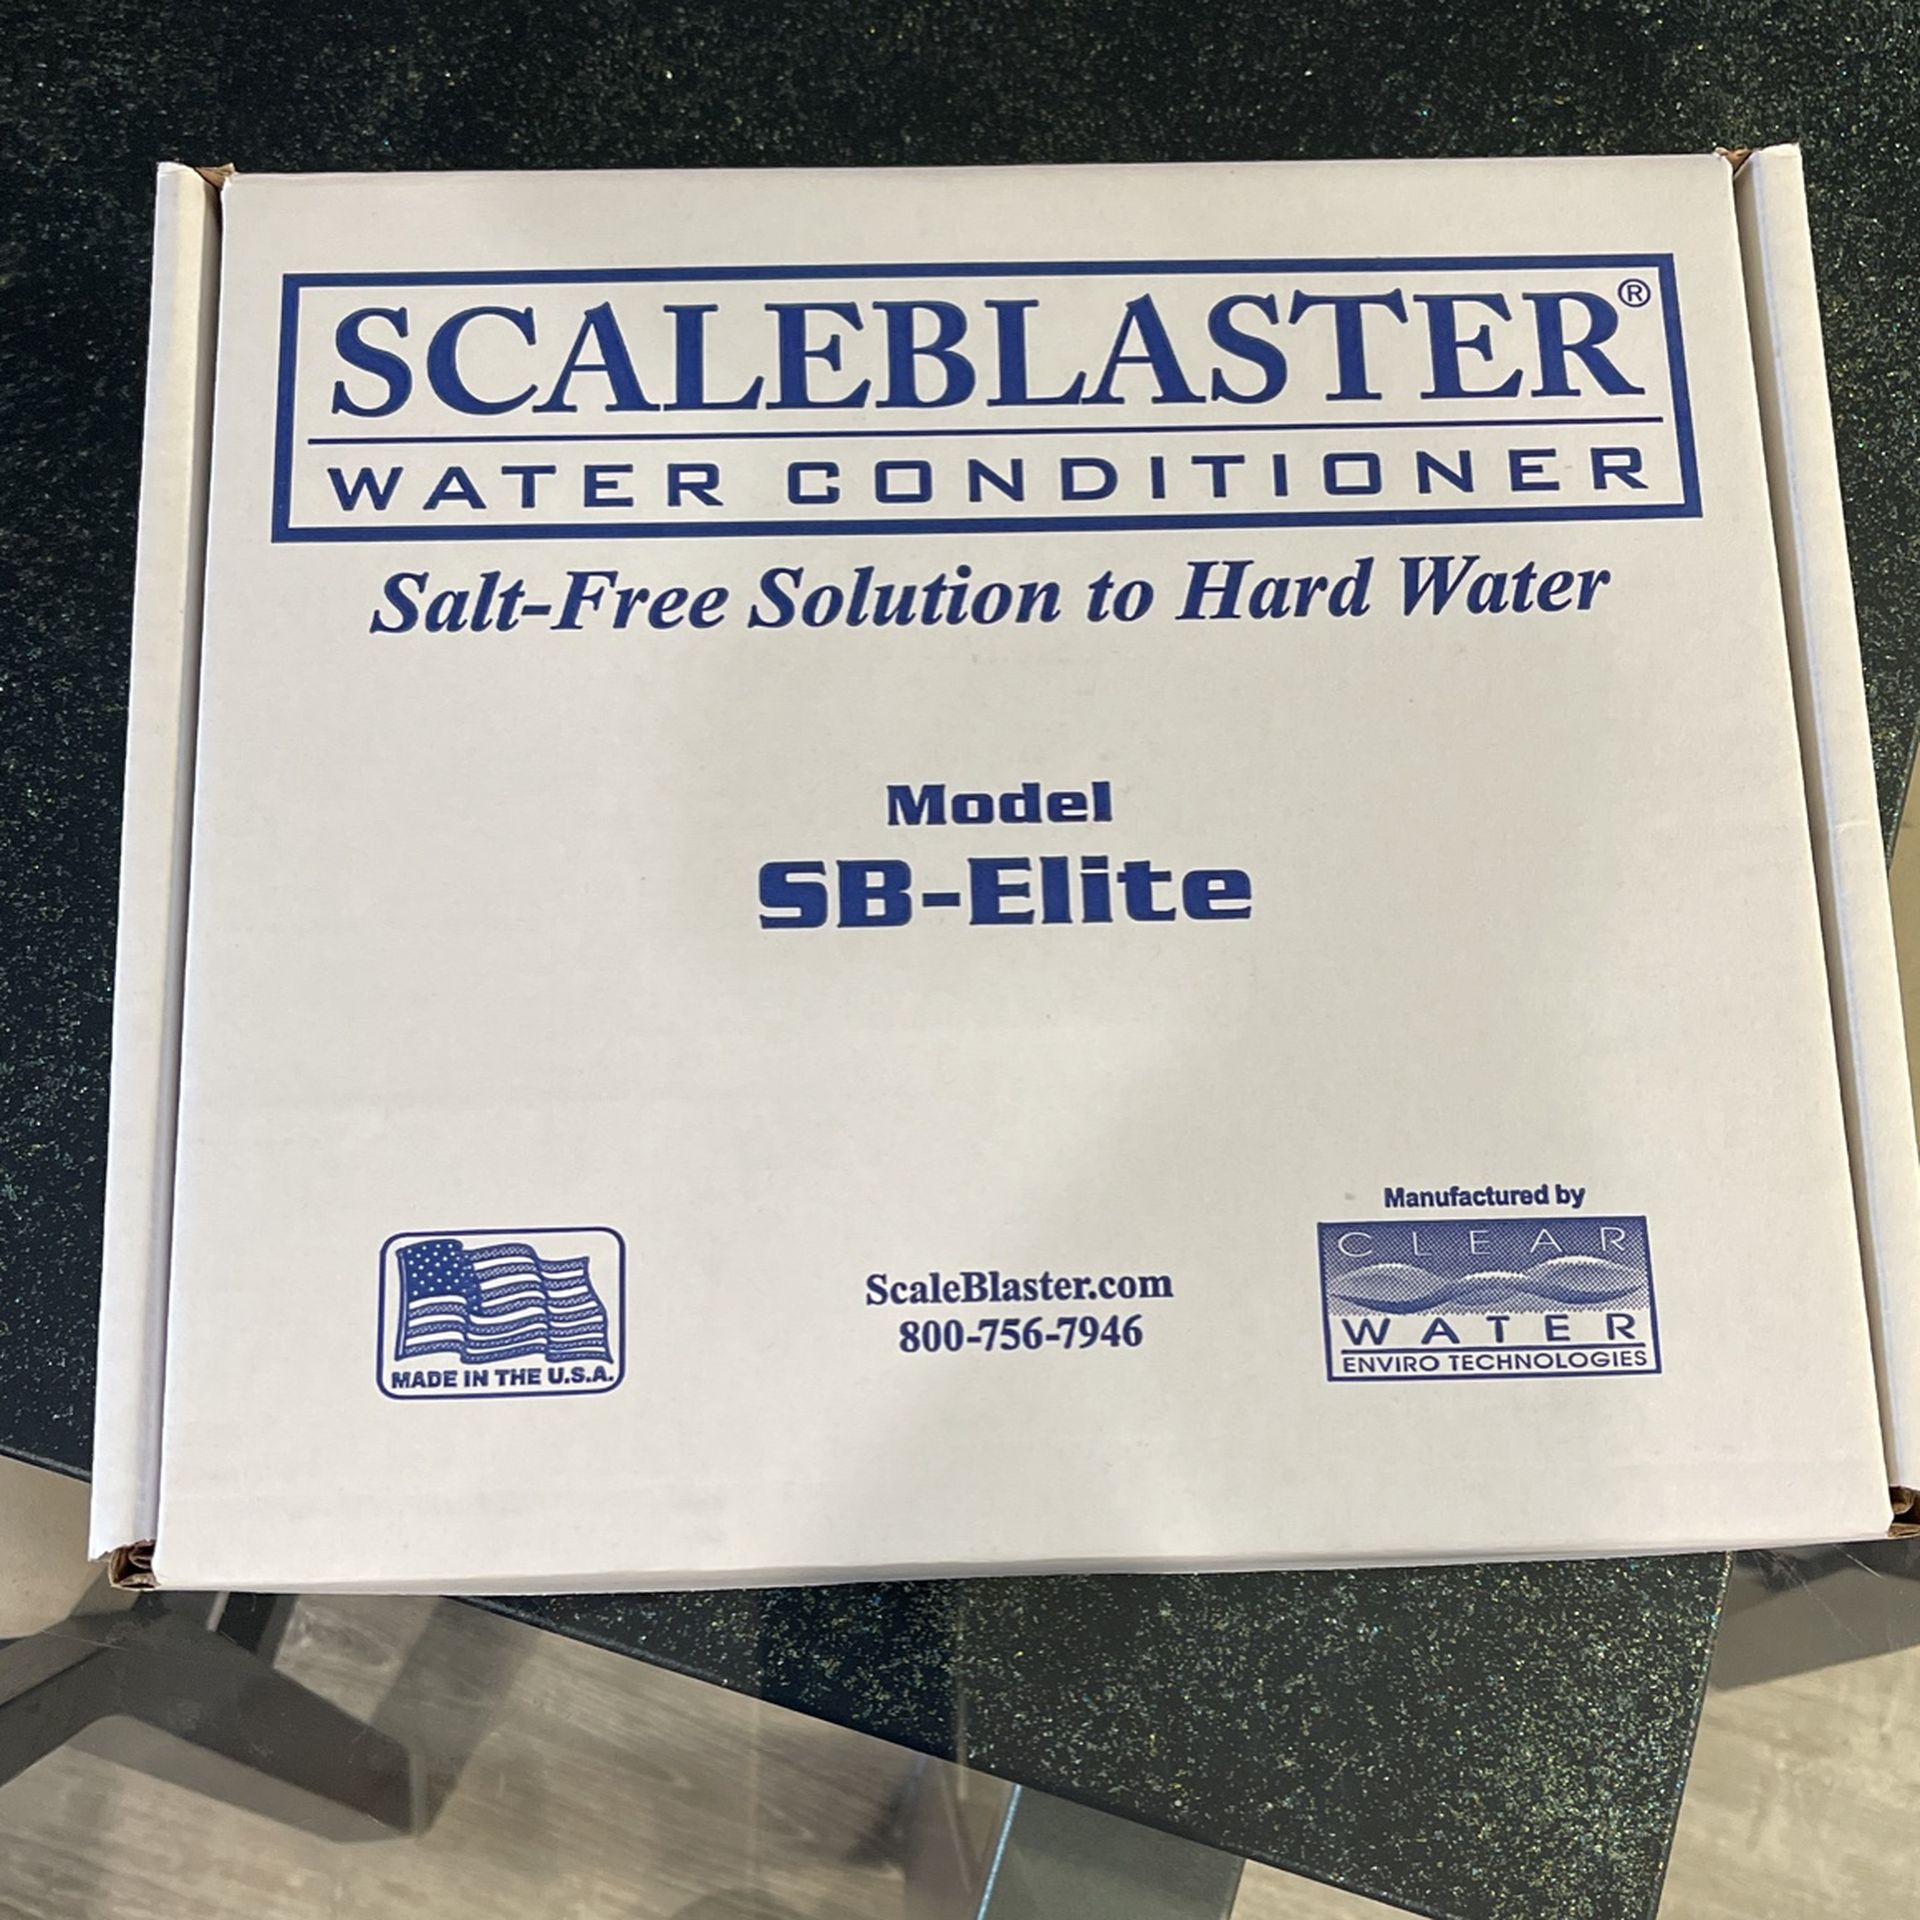 SCALEBLASTER®
WATER CONDITIONER
Salt-Free Solution to Hard Water
Model
SB-Elite
MADE IN THE U.S.A.
ScaleBlaster.com
800-756-7946
Manufactured by
CLEAR
WATER
ENVIRO TECHNOLOGIES